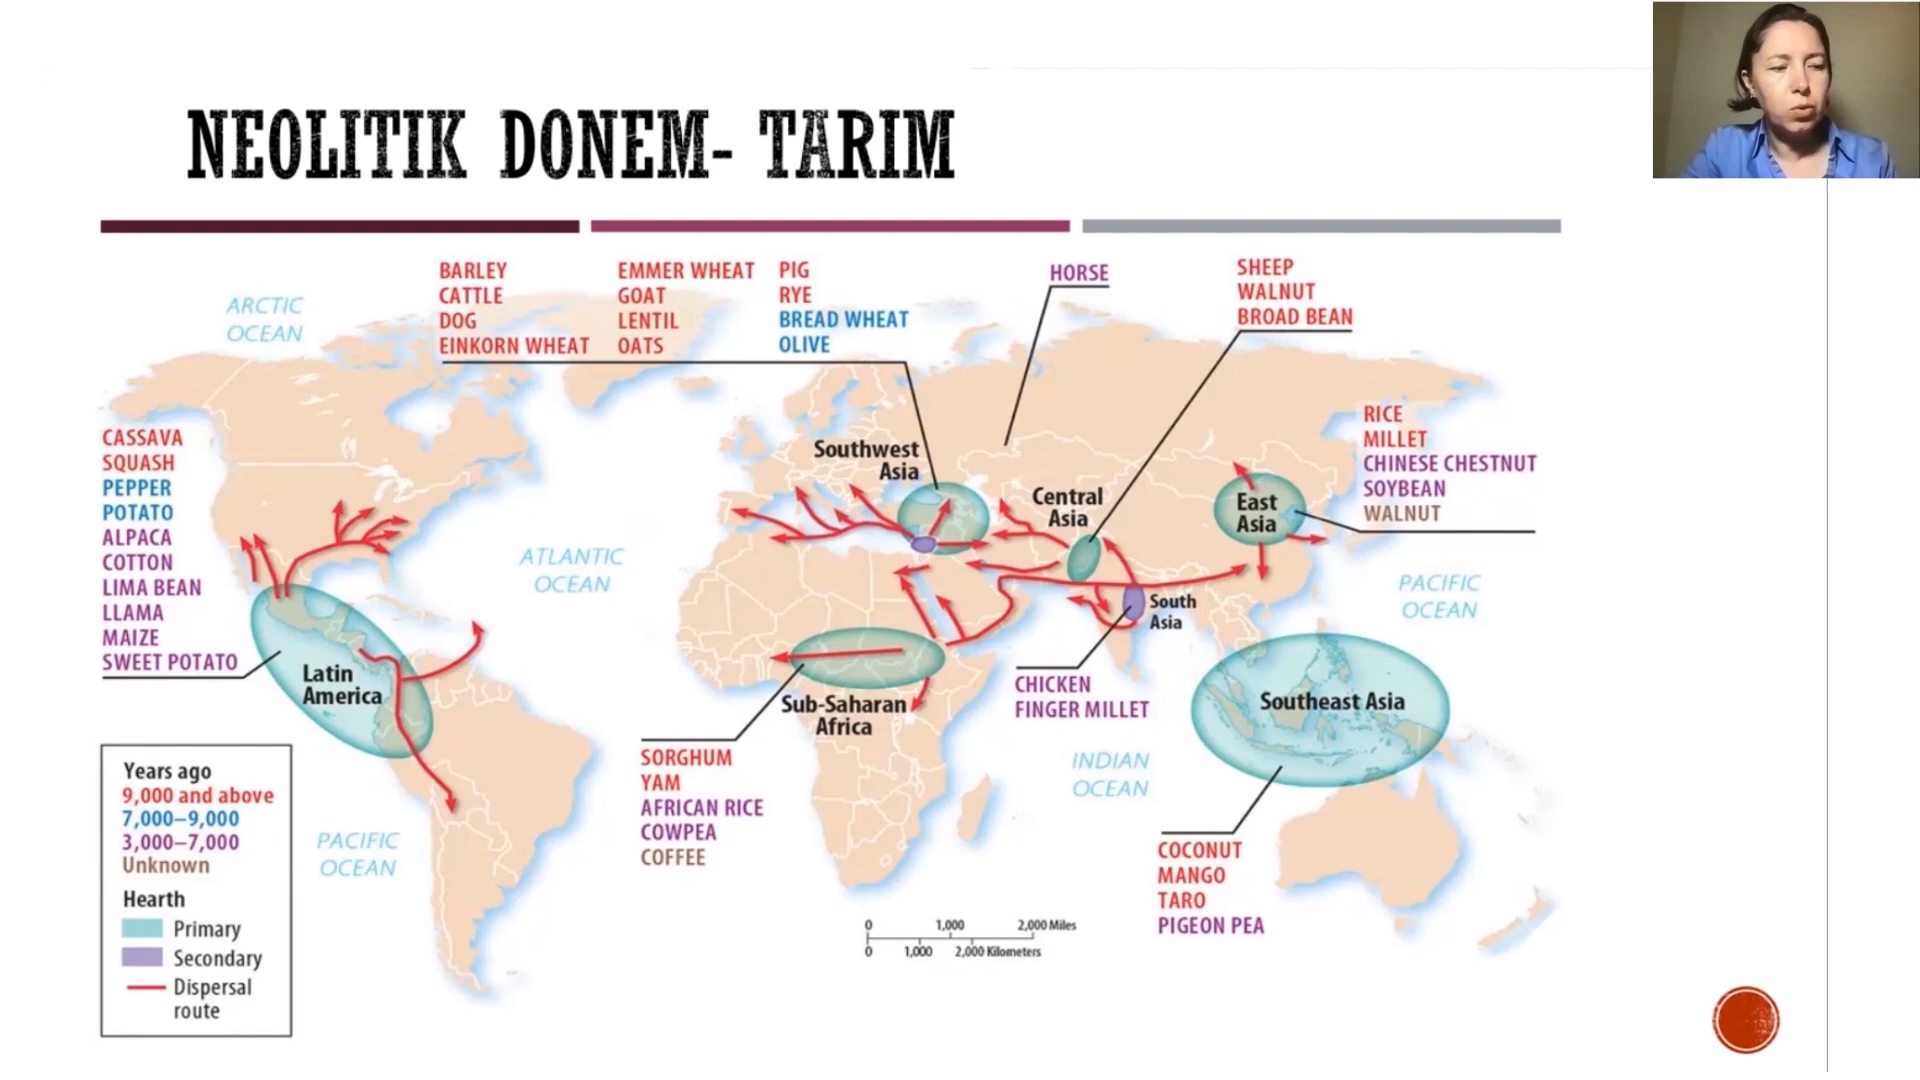 NEOLITIK DONEM- TARIM
BARLEY
CATTLE
DOG
EINKORN WHEAT
EMMER WHEAT
GOAT
LENTIL
OATS
PIG
RYE
BREAD WHEAT
OLIVE
HORSE
SHEEP
WALNUT
BROAD BEAN
ARCTIC
OCEAN
CASSAVA
SQUASH
PEPPER
POTATO
ALPACA
COTTON
LIMA BEAN
LLAMA
MAIZE
SWEET POTATO
Southwest
Asia
Central
Asia
East
Asia
RICE
MILLET
CHINESE CHESTNUT
SOYBEAN
WALNUT
ATLANTIC
OCEAN
PACIFIC
OCEAN
South
Asia
Latin
America
Sub-Saharan
Africa
CHICKEN
FINGER MILLET
Southeast Asia
SORGHUM
YAM
AFRICAN RICE
COWPEA
COFFEE
INDIAN
OCEAN
PACIFIC
OCEAN
COCONUT
MANGO
TARO
PIGEON PEA
Years ago
9,000 and above
7,000–9,000
3,000–7,000
Unknown
Hearth
Primary
Secondary
Dispersal
route
0 1,000 2,000 Miles
0 1,000 2,000 Kilometers